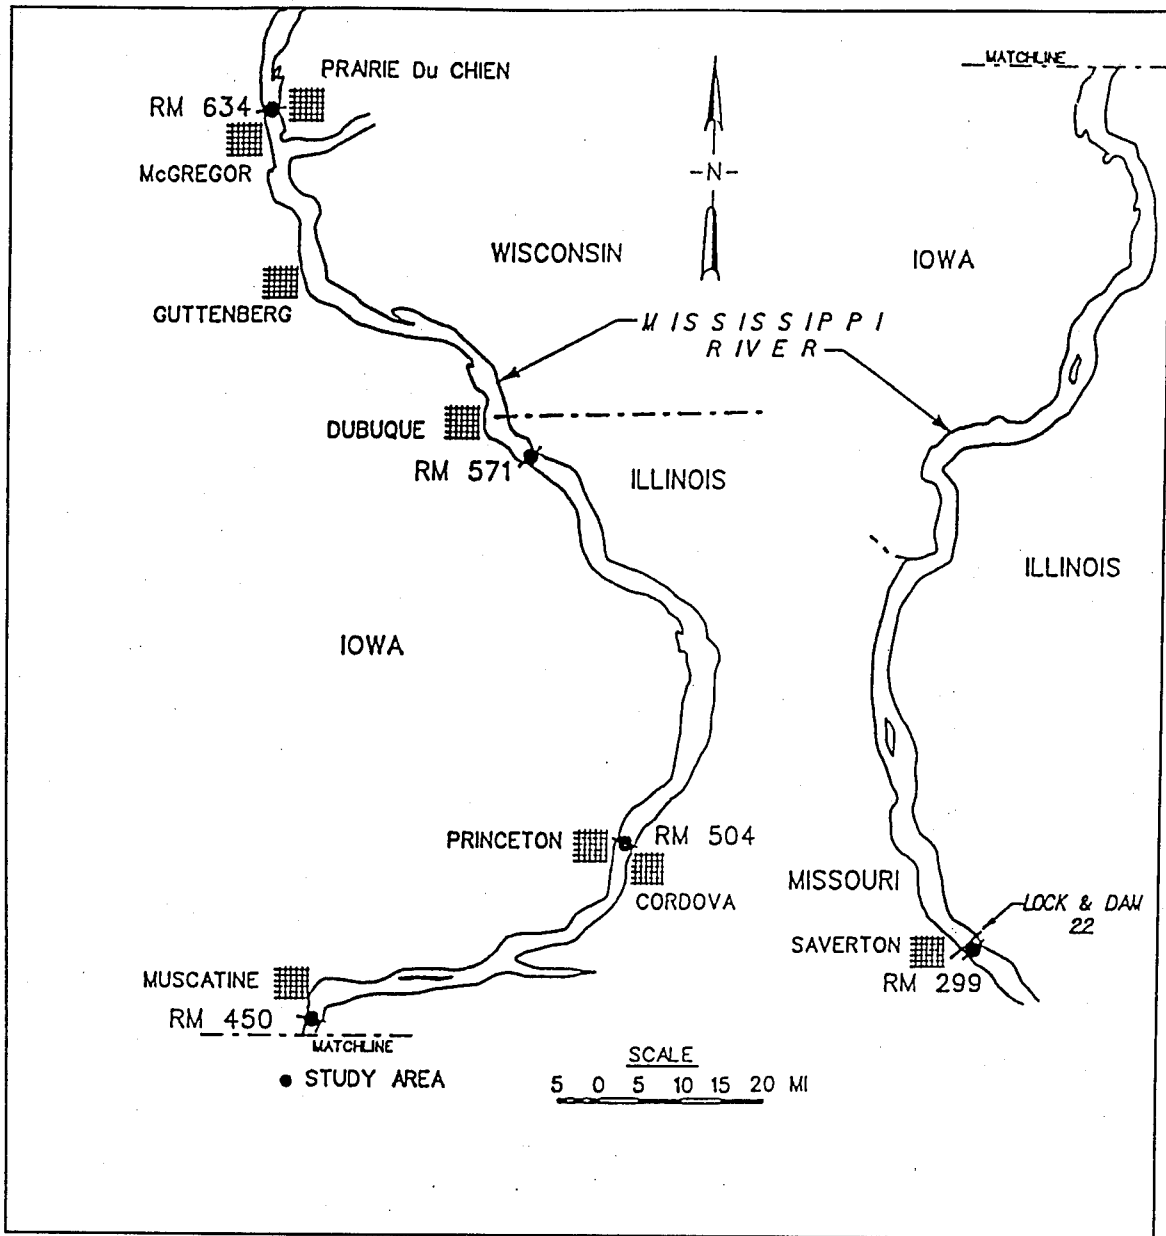 PRAIRIE Du CHIEN
RM 634
McGREGOR
GUTTENBERG
WISCONSIN
-N-
MATCHLINE
IOWA
MISSISSIPPI
RIVER
DUBUQUE
RM 571
ILLINOIS
ILLINOIS
IOWA
PRINCETON
RM 504
CORDOVA
MISSOURI
LOCK & DAM
22
SAVERTON
RM 299
MUSCATINE
RM 450
MATCHLINE
● STUDY AREA
SCALE
5 0 5 10 15 20 MI